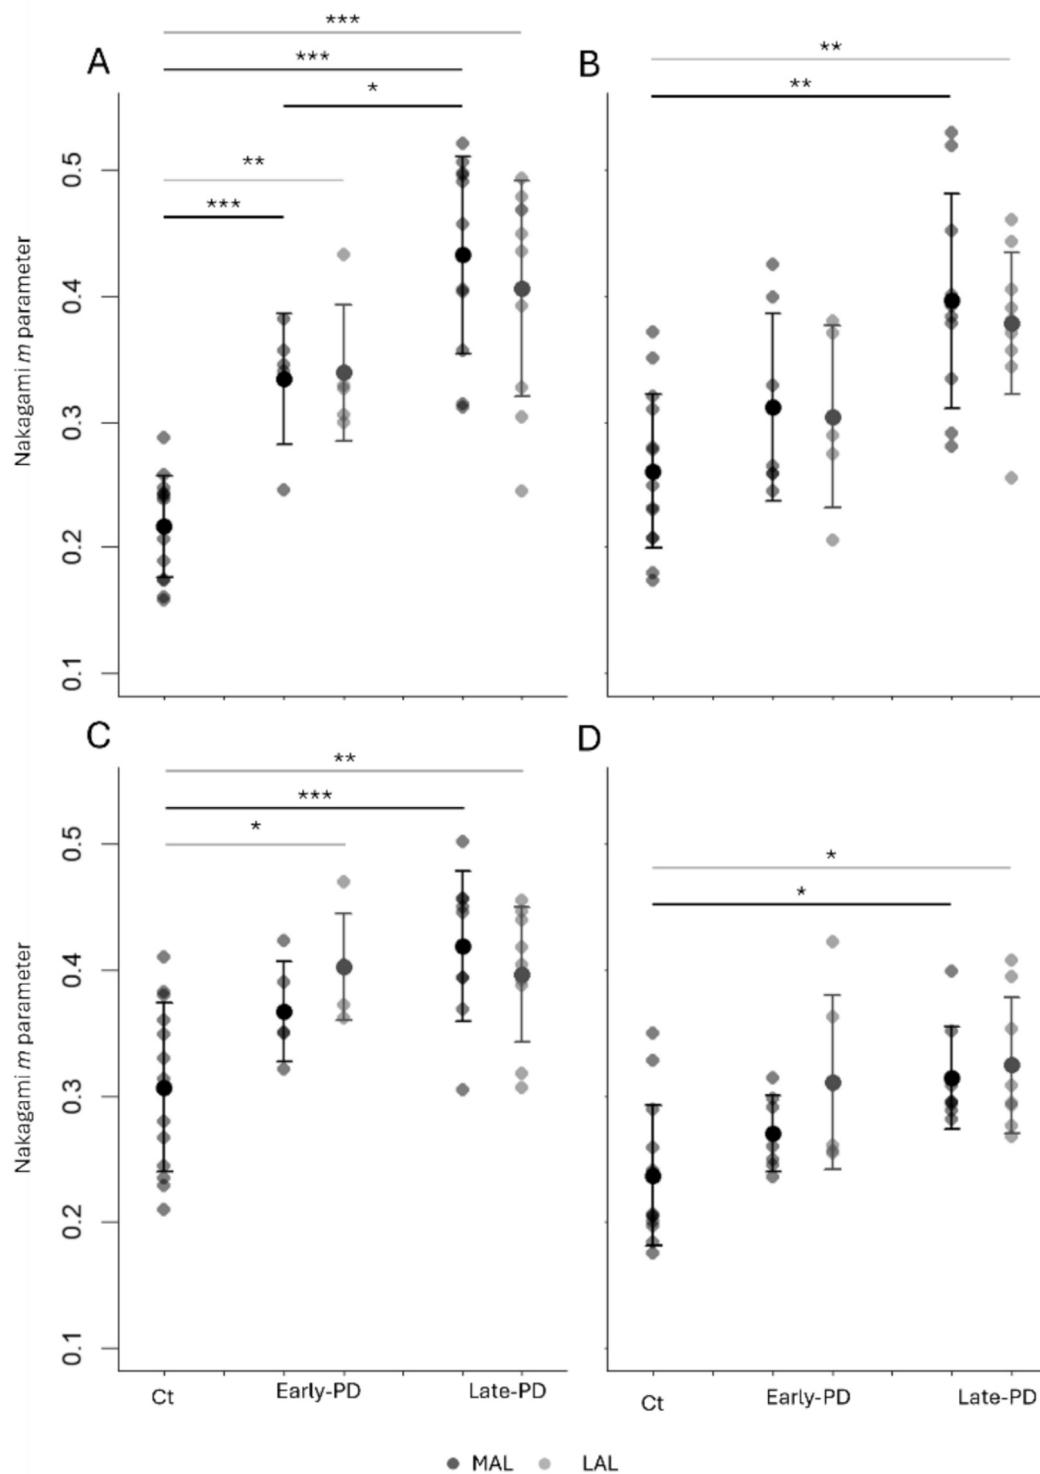 ***
A
***
B
**
**
*
**
***
0.5
0.4
0.3
0.2
0.1
Nakagami m parameter
C
**
D
***
*
*
*
0.5
0.4
0.3
0.2
0.1
Nakagami m parameter
Ct
Early-PD
Late-PD
Ct
Early-PD
Late-PD
MAL
LAL